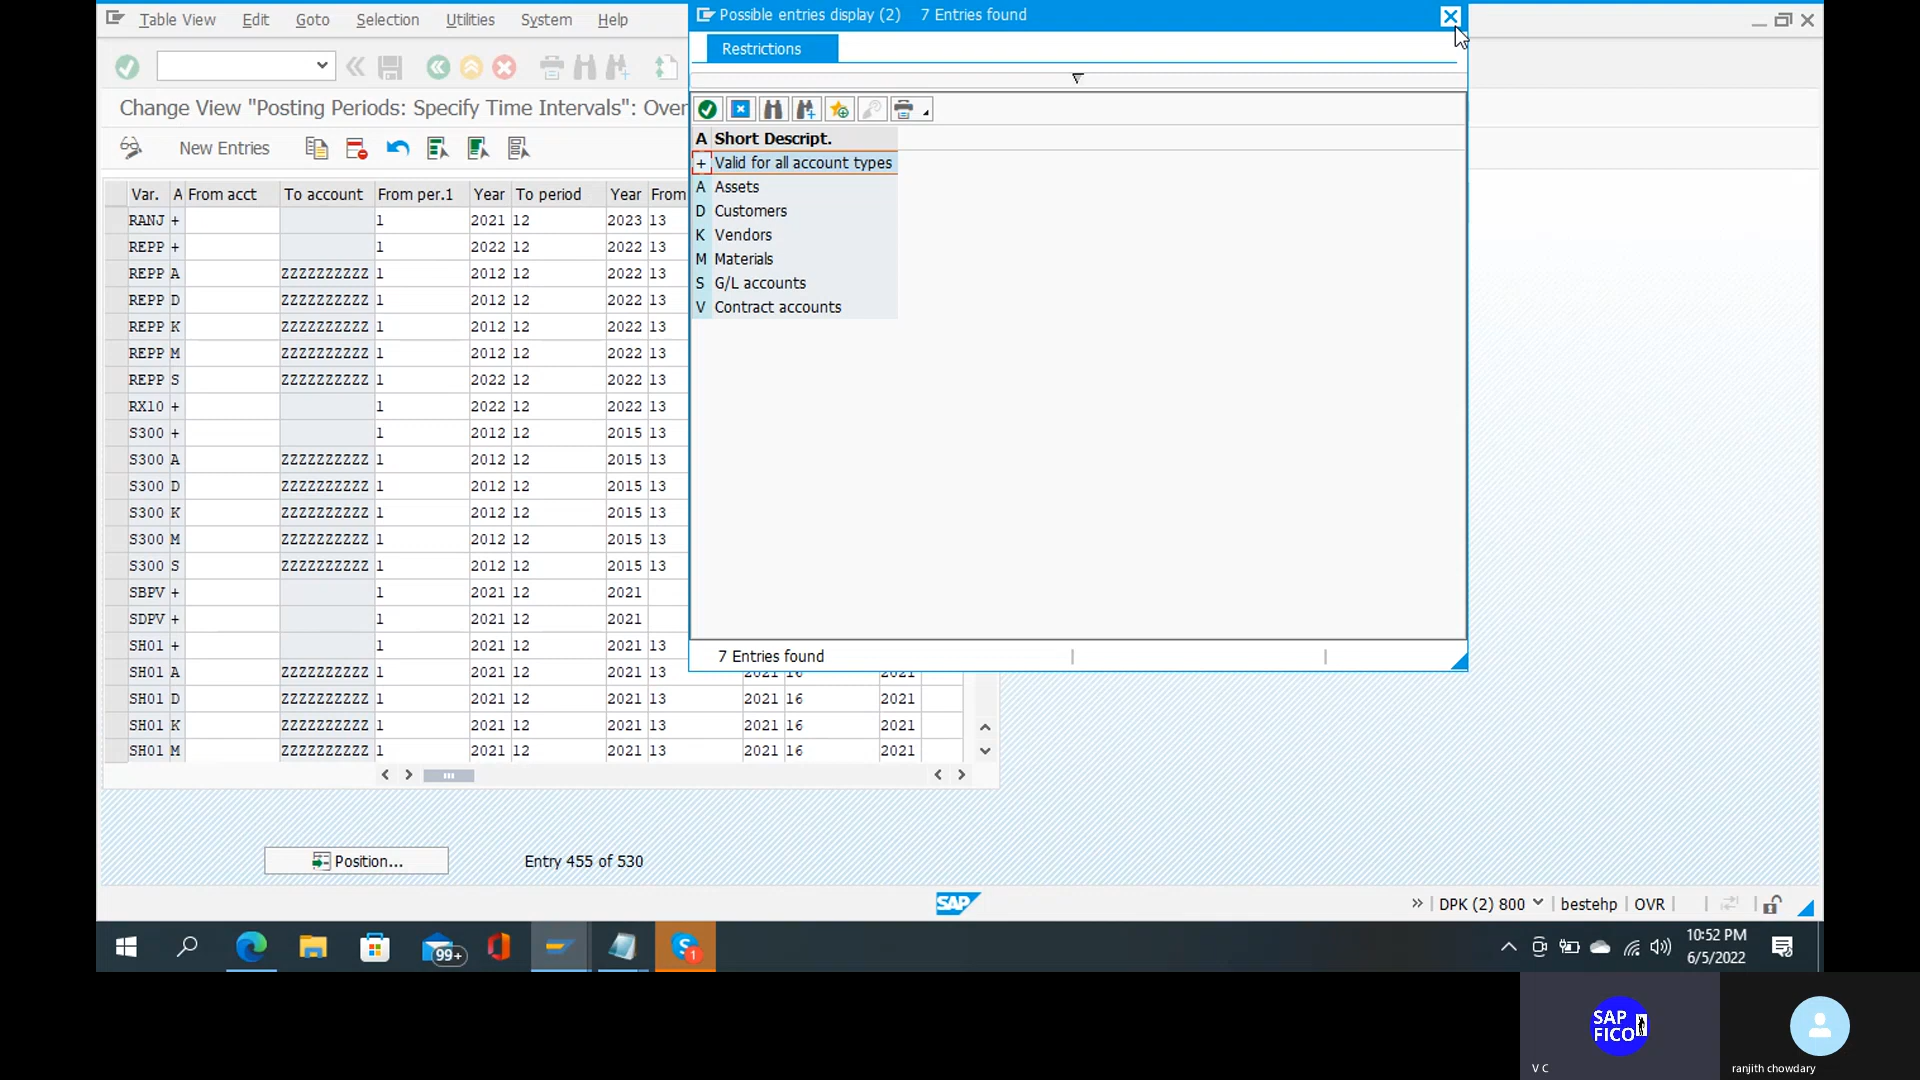 Table View Edit Goto Selection Utilities System Help
Possible entries display (2) 7 Entries found
Restrictions
Change View "Posting Periods: Specify Time Intervals": Over
New Entries
A Short Descript.
+ Valid for all account types
A Assets
D Customers
K Vendors
M Materials
S G/L accounts
V Contract accounts
7 Entries found
Var. A From acct To account From per.1 Year To period Year From
RANJ + 1 2021 12 2023 13
REPP + 1 2022 12 2022 13
REPP A ZZZZZZZZZZ 1 2012 12 2022 13
REPP D ZZZZZZZZZZ 1 2012 12 2022 13
REPP K ZZZZZZZZZZ 1 2012 12 2022 13
REPP M ZZZZZZZZZZ 1 2012 12 2022 13
REPP S ZZZZZZZZZZ 1 2022 12 2022 13
RX10 + 1 2022 12 2022 13
S300 + 1 2012 12 2015 13
S300 A ZZZZZZZZZZ 1 2012 12 2015 13
S300 D ZZZZZZZZZZ 1 2012 12 2015 13
S300 K ZZZZZZZZZZ 1 2012 12 2015 13
S300 M ZZZZZZZZZZ 1 2012 12 2015 13
S300 S ZZZZZZZZZZ 1 2012 12 2015 13
SBPV + 1 2021 12 2021
SDPV + 1 2021 12 2021
SH01 + 1 2021 12 2021 13
SH01 A ZZZZZZZZZZ 1 2021 12 2021 13 2021 16 2021
SH01 D ZZZZZZZZZZ 1 2021 12 2021 13 2021 16 2021
SH01 K ZZZZZZZZZZ 1 2021 12 2021 13 2021 16 2021
SH01 M ZZZZZZZZZZ 1 2021 12 2021 13 2021 16 2021
Position... Entry 455 of 530
SAP
DPK (2) 800 bestehp OVR
99+
1
10:52 PM
6/5/2022
SAP
FICO
V C
ranjith chowdary